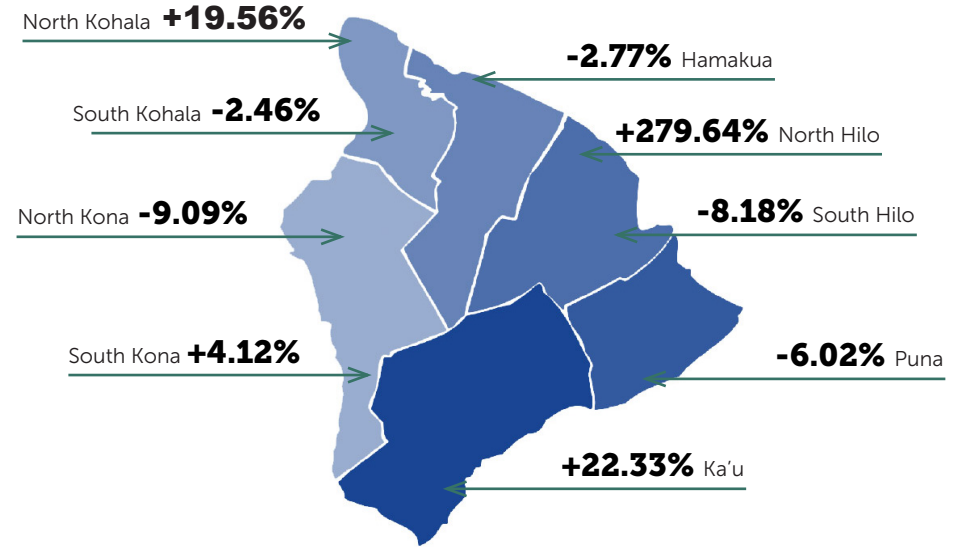 North Kohala +19.56%
-2.77% Hamakua
South Kohala -2.46%
+279.64% North Hilo
North Kona -9.09%
-8.18% South Hilo
South Kona +4.12%
-6.02% Puna
+22.33% Ka‘u